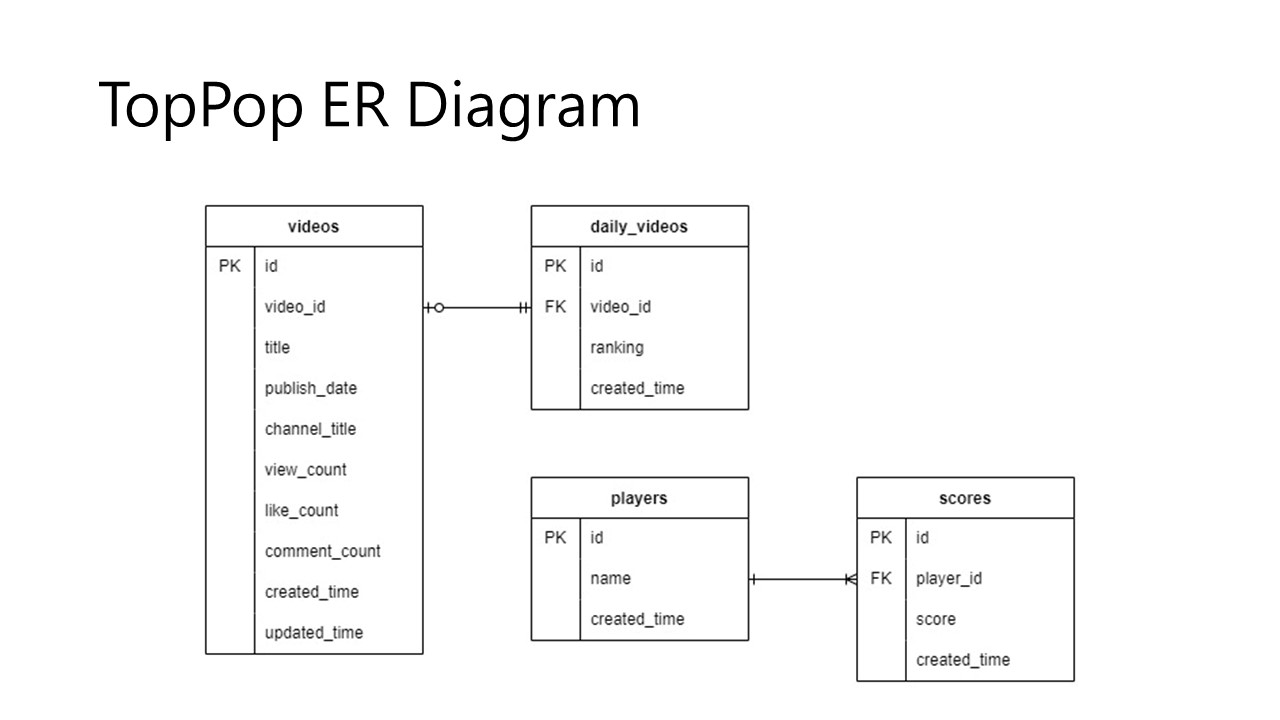 TopPop ER Diagram
videos
PK id
video_id
title
publish_date
channel_title
view_count
like_count
comment_count
created_time
updated_time
daily_videos
PK id
FK video_id
ranking
created_time
players
PK id
name
created_time
scores
PK id
FK player_id
score
created_time